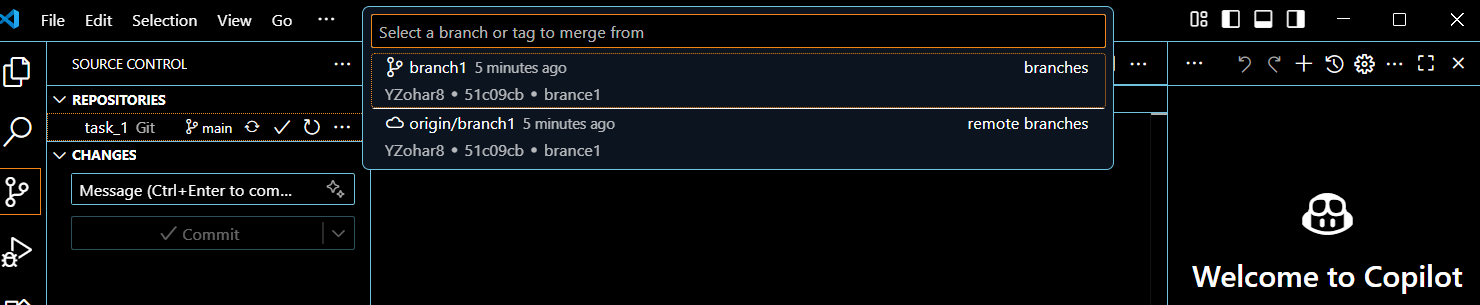 File Edit Selection View Go ···
Select a branch or tag to merge from
branch1 5 minutes ago branches
YZohar8 • 51c09cb • brance1
origin/branch1 5 minutes ago remote branches
YZohar8 • 51c09cb • brance1
SOURCE CONTROL ···
REPOSITORIES
task_1 Git main ···
CHANGES
Message (Ctrl+Enter to com...
Commit
Welcome to Copilot